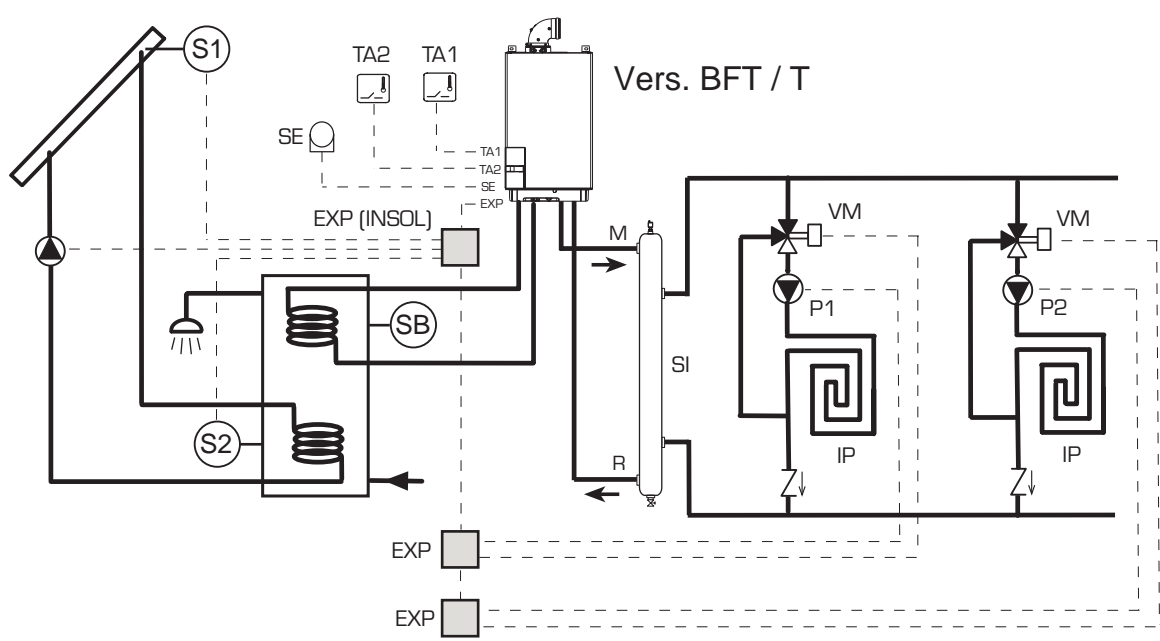 S1
TA2 TA1
Vers. BFT / T
SE
TA1
TA2
SE
EXP
EXP (INSOL)
M
VM
VM
SB
P1
P2
SI
S2
IP
IP
R
EXP
EXP